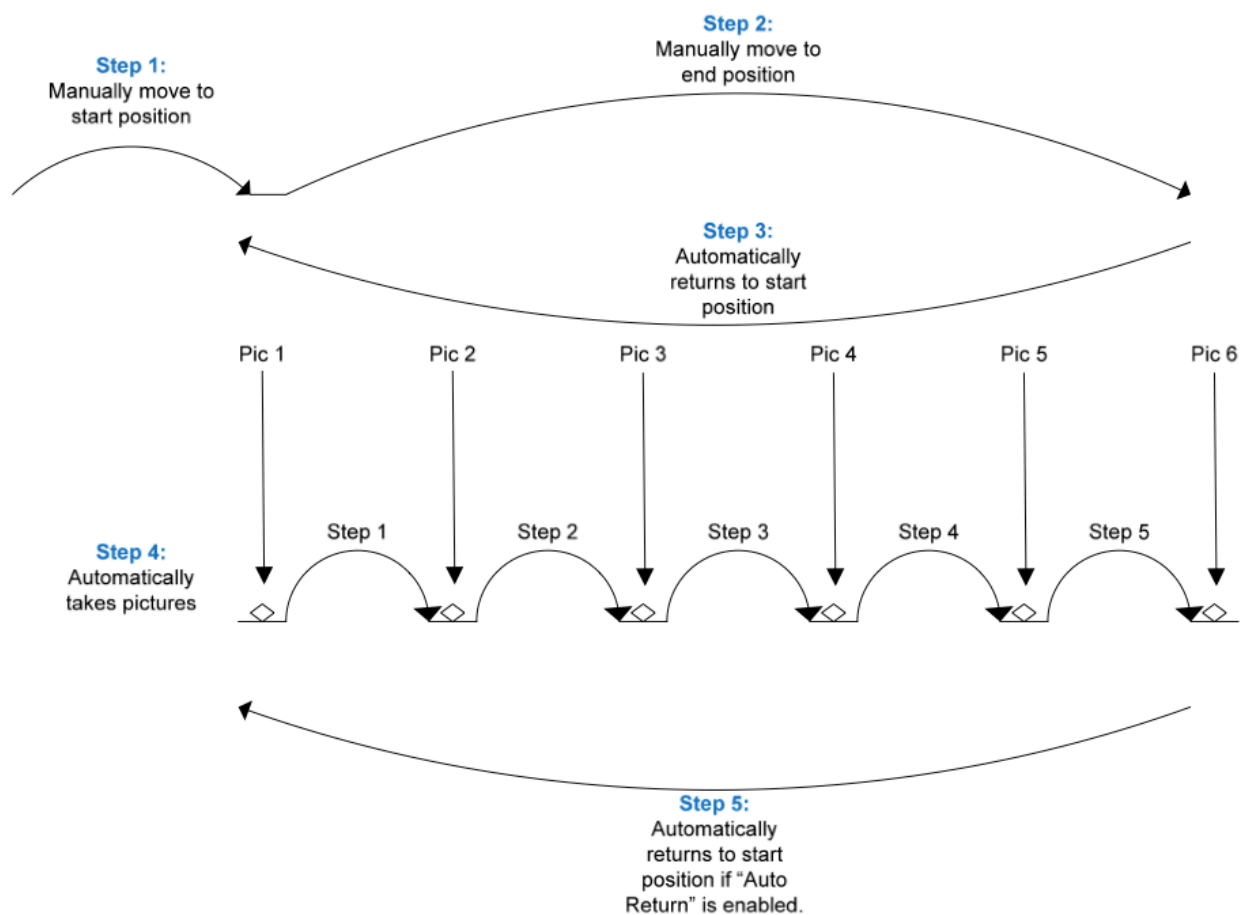 Step 1:
Manually move to
start position
Step 2:
Manually move to
end position
Step 3:
Automatically
returns to start
position
Pic 1
Pic 2
Pic 3
Pic 4
Pic 5
Pic 6
Step 4:
Automatically
takes pictures
Step 1
Step 2
Step 3
Step 4
Step 5
Step 5:
Automatically
returns to start
position if “Auto
Return” is enabled.